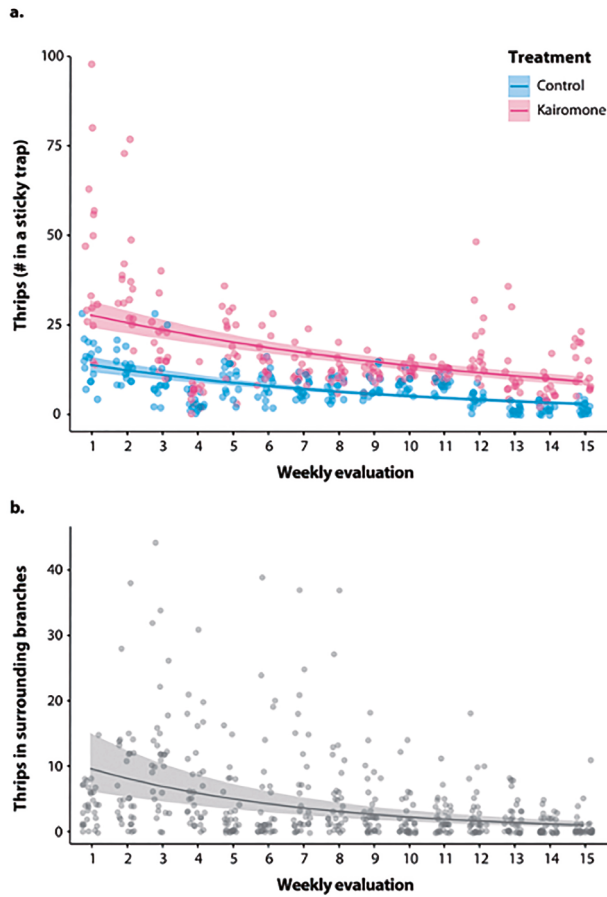 a.
Treatment
Control
Kairomone
Thrips (# in a sticky trap)
100
75
50
25
0
1 2 3 4 5 6 7 8 9 10 11 12 13 14 15
Weekly evaluation
b.
Thrips in surrounding branches
40
30
20
10
0
1 2 3 4 5 6 7 8 9 10 11 12 13 14 15
Weekly evaluation